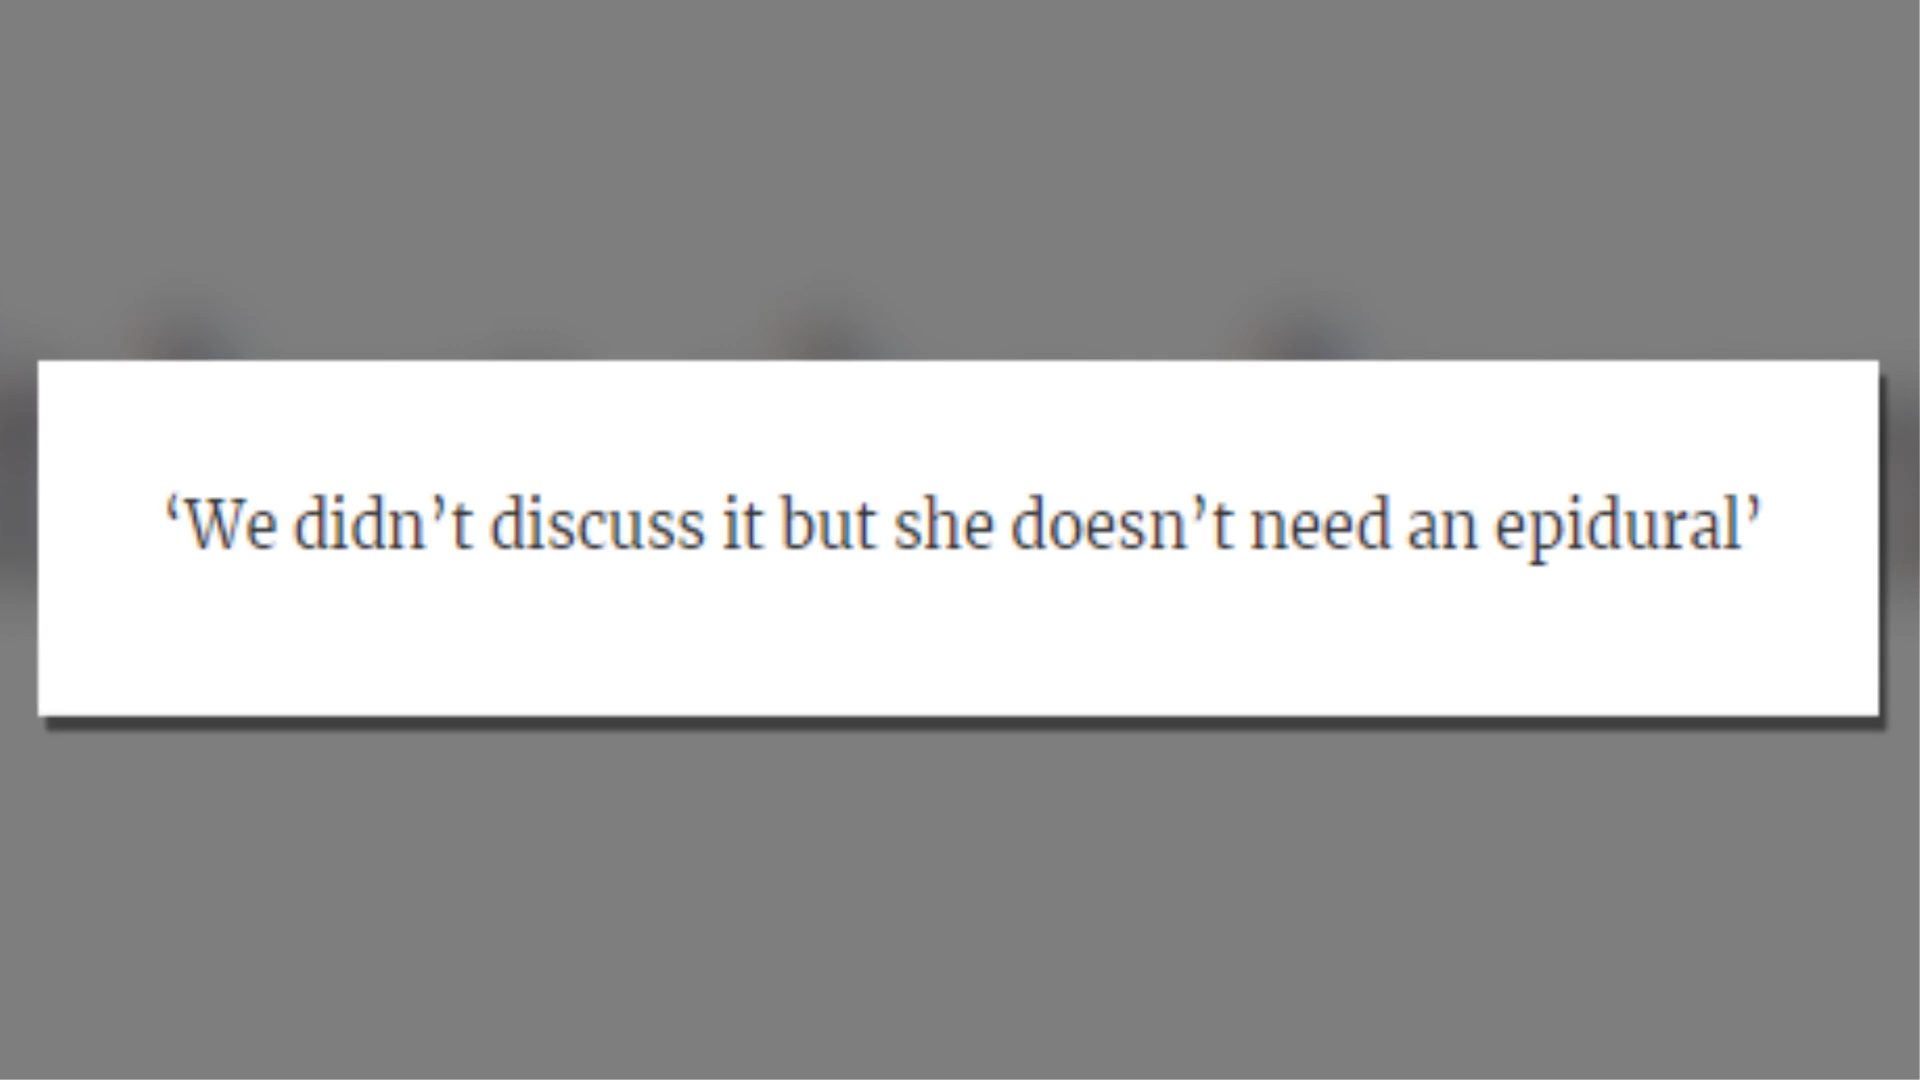 ‘We didn’t discuss it but she doesn’t need an epidural’